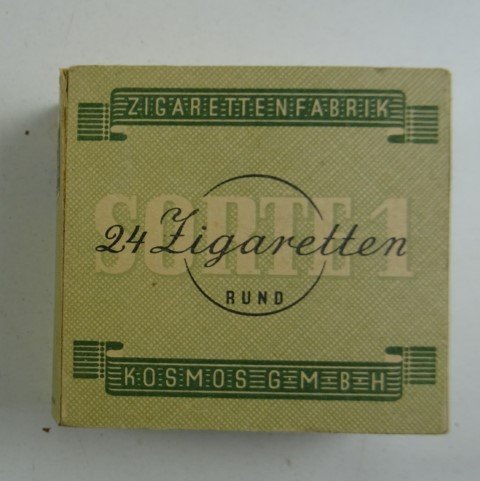 ZIGARETTENFABRIK
SORTE 1
24 Zigaretten
RUND
KOSMOS G·M·B·H